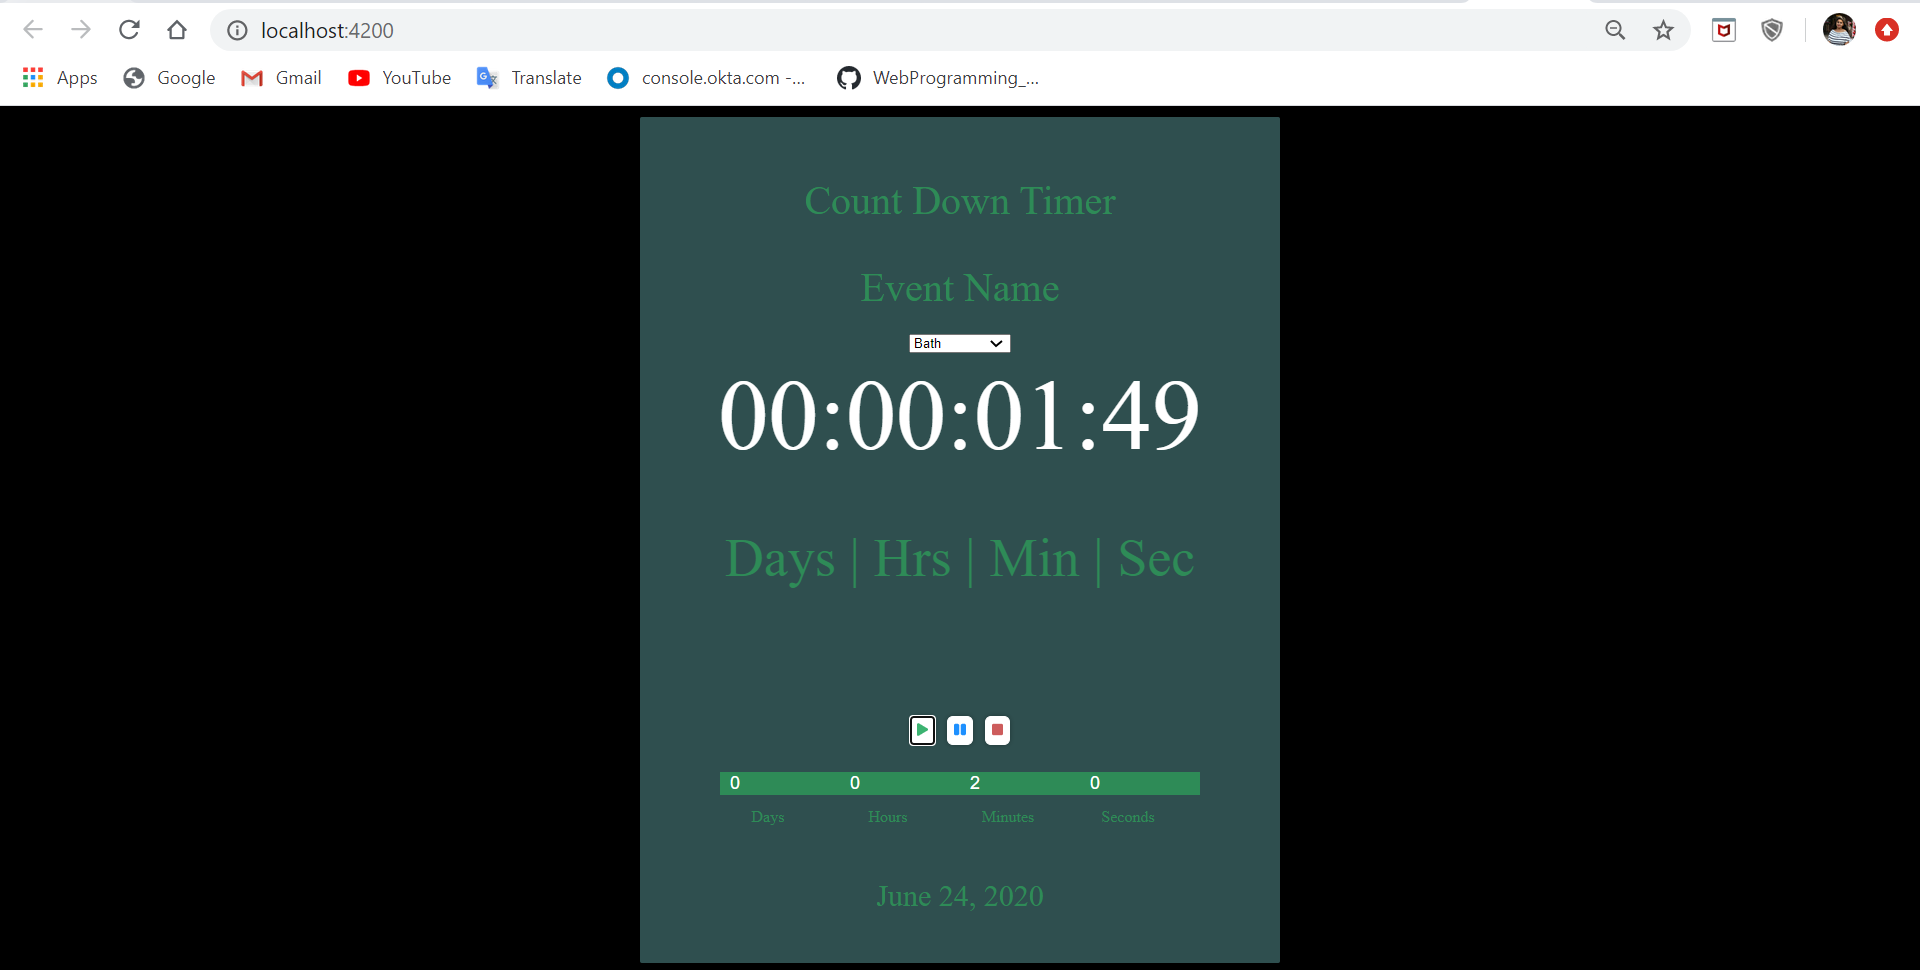 localhost:4200
Apps Google Gmail YouTube Translate console.okta.com -... WebProgramming_...
Count Down Timer
Event Name
Bath
00:00:01:49
Days | Hrs | Min | Sec
0 0 2 0
Days Hours Minutes Seconds
June 24, 2020